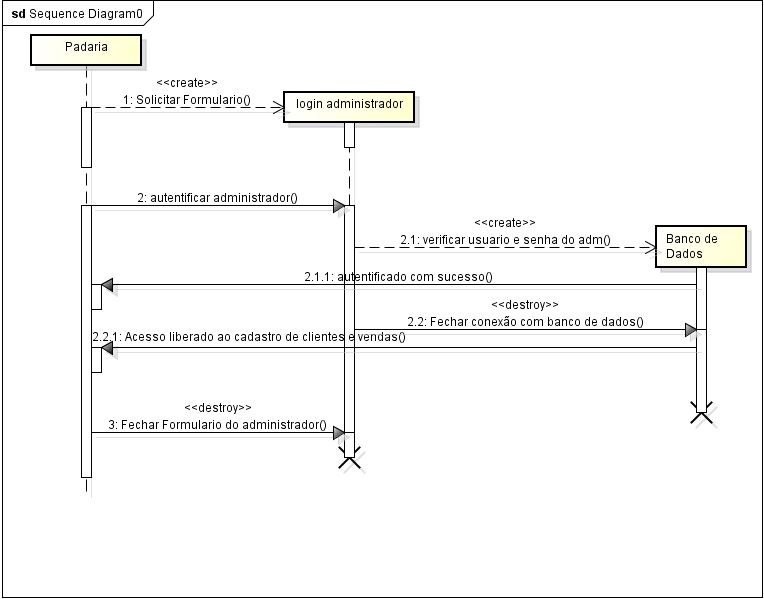 sd Sequence Diagram0
Padaria
<<create>>
1: Solicitar Formulario()
login administrador
2: autentificar administrador()
<<create>>
2.1: verificar usuario e senha do adm()
Banco de
Dados
2.1.1: autentificado com sucesso()
<<destroy>>
2.2: Fechar conexão com banco de dados()
2.2.1: Acesso liberado ao cadastro de clientes e vendas()
<<destroy>>
3: Fechar Formulario do administrador()